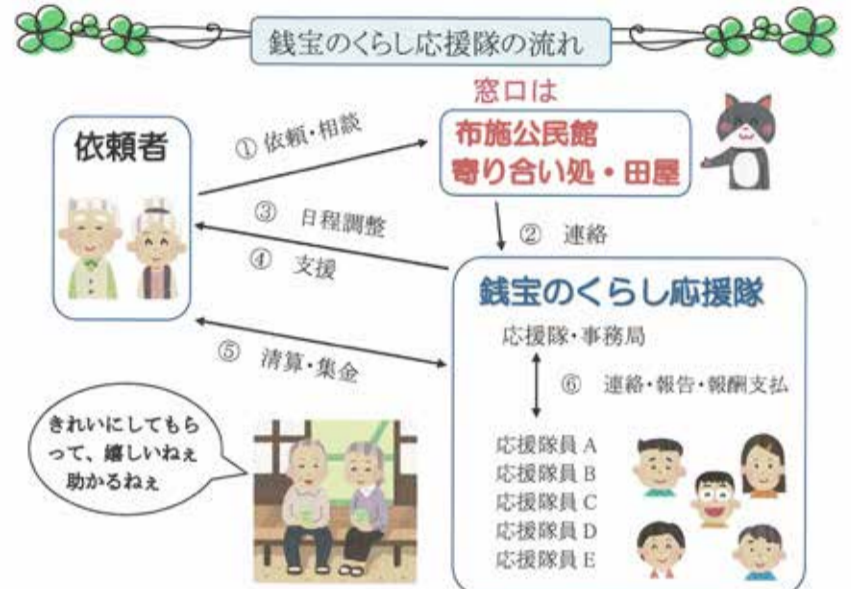 銭宝のくらし応援隊の流れ
窓口は
布施公民館
寄り合い処・田屋
依頼者
① 依頼・相談
② 連絡
③ 日程調整
④ 支援
⑤ 清算・集金
銭宝のくらし応援隊
応援隊・事務局
⑥ 連絡・報告・報酬支払
応援隊員 A
応援隊員 B
応援隊員 C
応援隊員 D
応援隊員 E
きれいにしてもら
って、嬉しいねぇ
助かるねぇ